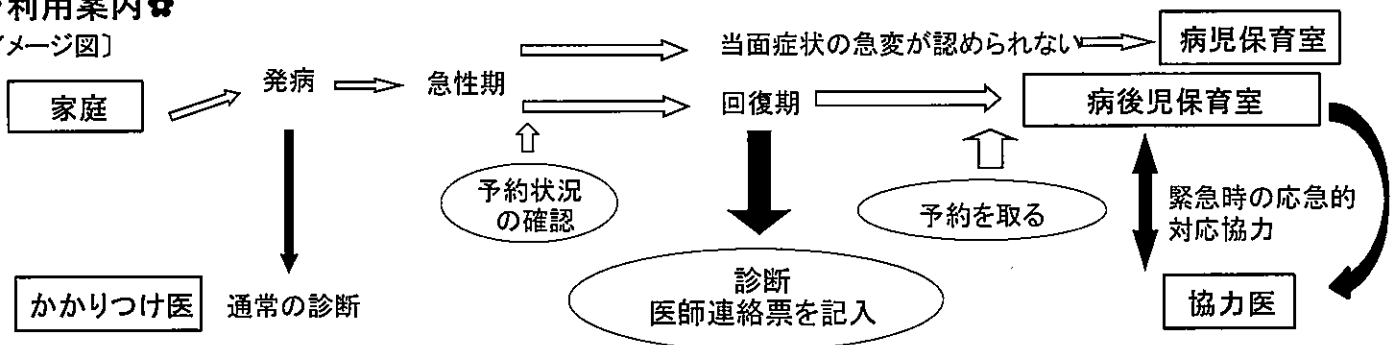 利用案内✿
メージ図〕
家庭
発病
急性期
当面症状の急変が認められない
病児保育室
回復期
病後児保育室
予約状況
の確認
予約を取る
緊急時の応急的
対応協力
かかりつけ医
通常の診断
診断
医師連絡票を記入
協力医